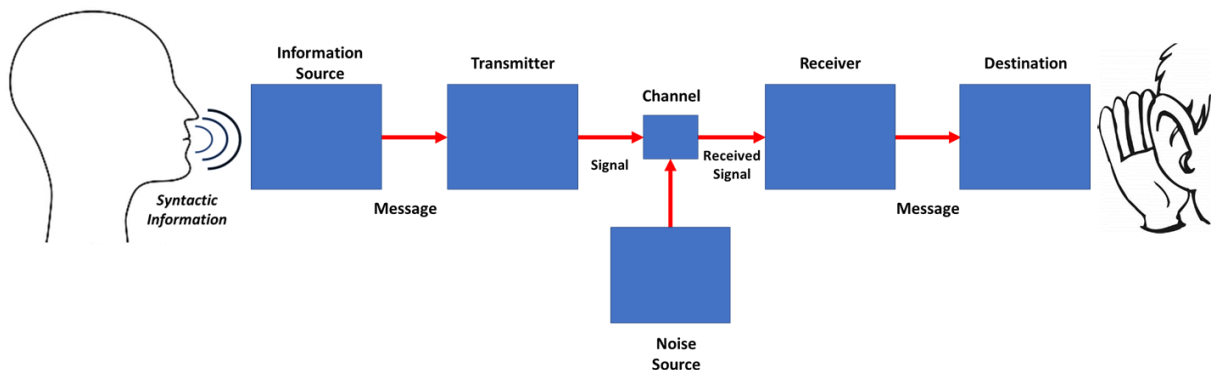 Information
Source
Transmitter
Channel
Receiver
Destination
Signal
Received
Signal
Syntactic
Information
Message
Message
Noise
Source